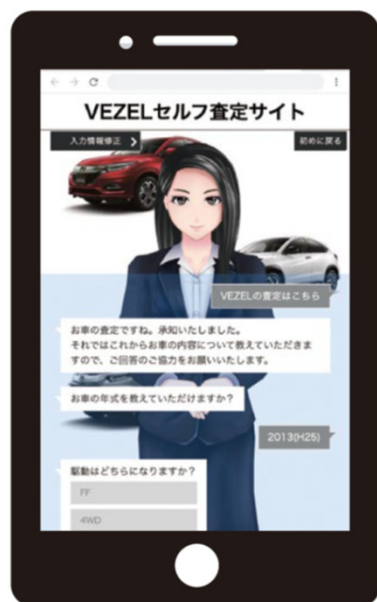 VEZELセルフ査定サイト
入力情報修正
初めに戻る
VEZELの査定はこちら
お車の査定ですね。承知いたしました。
それではこれからお車の内容について教えていただきま
すので、ご回答のご協力をお願いいたします。
お車の年式を教えていただけますか？
2013(H25)
駆動はどちらになりますか？
FF
4WD